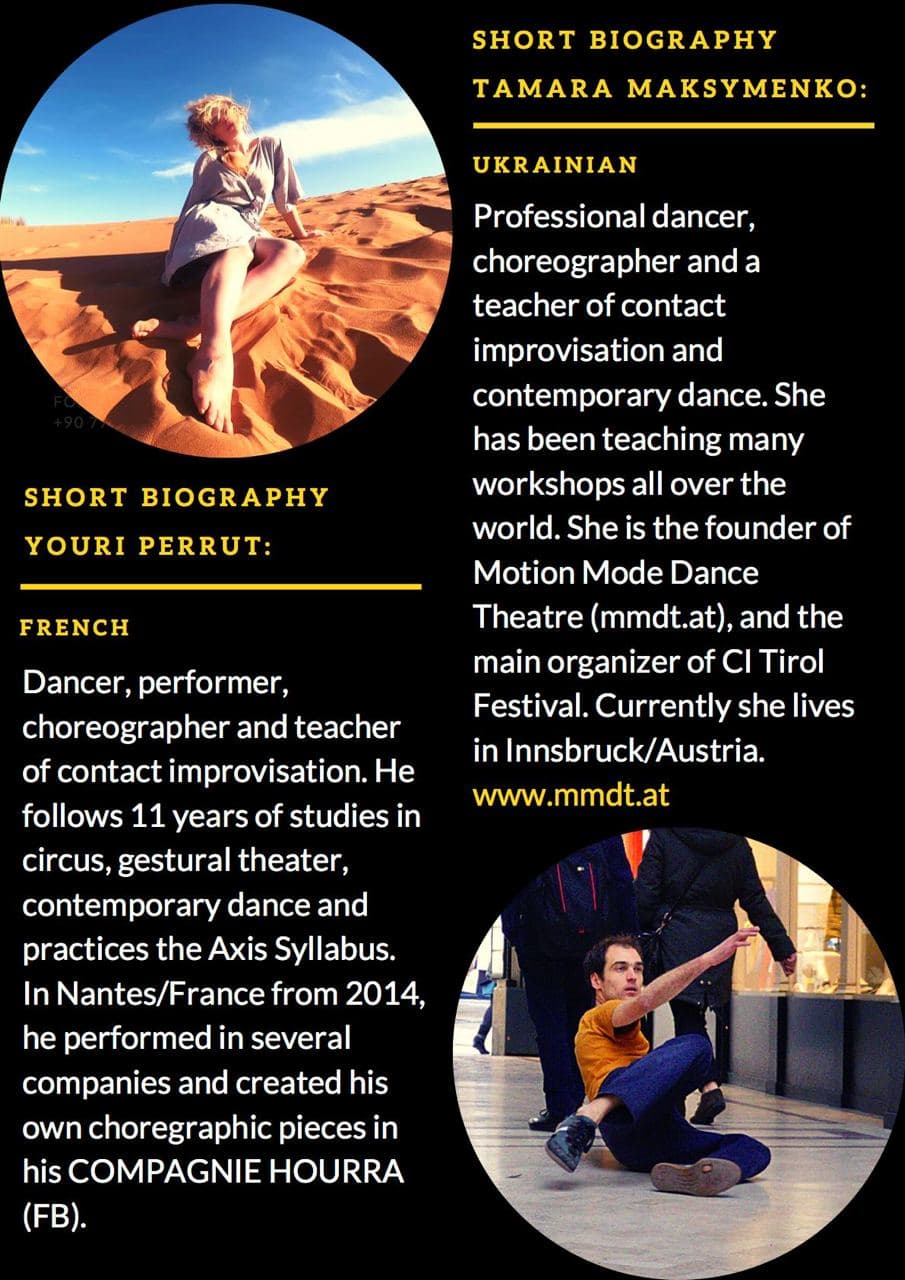 SHORT BIOGRAPHY
TAMARA MAKSYMENKO:
UKRAINIAN
Professional dancer,
choreographer and a
teacher of contact
improvisation and
contemporary dance. She
has been teaching many
workshops all over the
world. She is the founder of
Motion Mode Dance
Theatre (mmdt.at), and the
main organizer of CI Tirol
Festival. Currently she lives
in Innsbruck/Austria.
www.mmdt.at
SHORT BIOGRAPHY
YOURI PERRUT:
FRENCH
Dancer, performer,
choreographer and teacher
of contact improvisation. He
follows 11 years of studies in
circus, gestural theater,
contemporary dance and
practices the Axis Syllabus.
In Nantes/France from 2014,
he performed in several
companies and created his
own choregraphic pieces in
his COMPAGNIE HOURRA
(FB).
+90